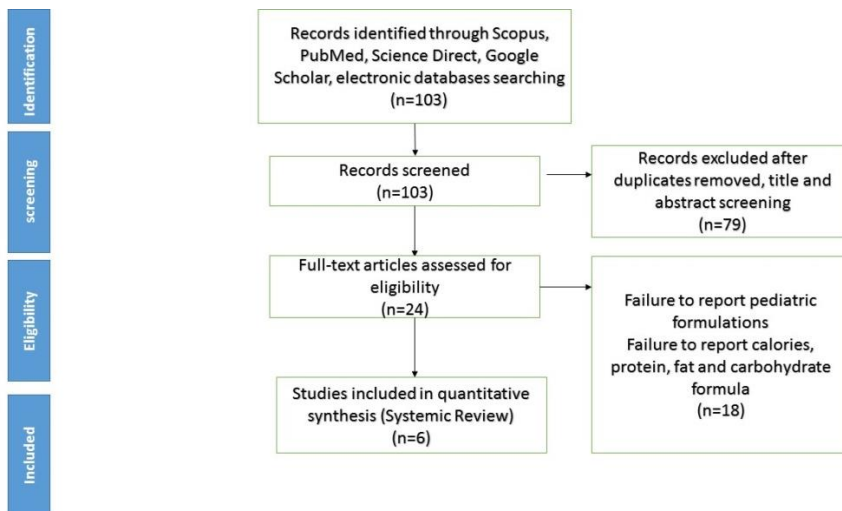 Identification
Records identified through Scopus,
PubMed, Science Direct, Google
Scholar, electronic databases searching
(n=103)
screening
Records screened
(n=103)
Records excluded after
duplicates removed, title and
abstract screening
(n=79)
Eligibility
Full-text articles assessed for
eligibility
(n=24)
Failure to report pediatric
formulations
Failure to report calories,
protein, fat and carbohydrate
formula
(n=18)
Included
Studies included in quantitative
synthesis (Systemic Review)
(n=6)